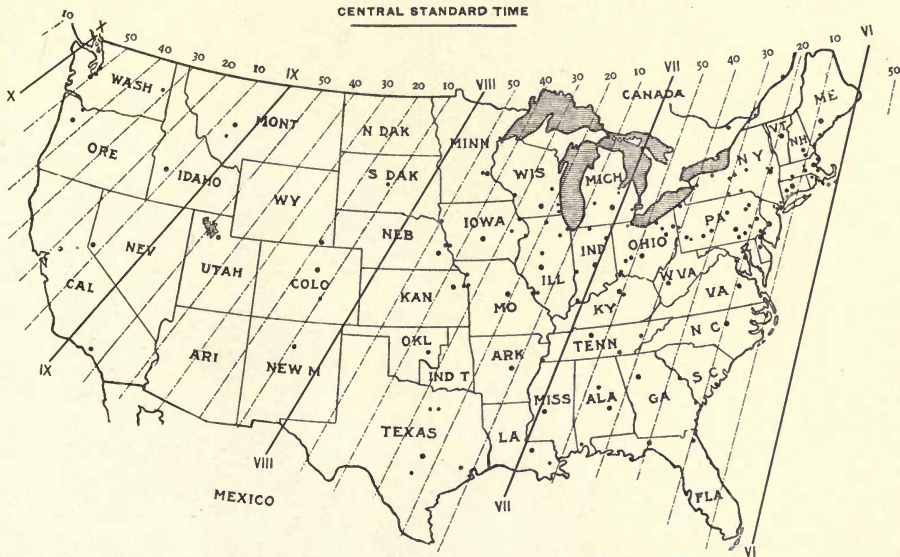 CENTRAL STANDARD TIME
10 X 50 40 30 20 10 IX 50 40 30 20 10 VIII 50 40 30 20 10 VII 50 40 30 20 10 VI
50
X
CANADA
WASH
MONT
N DAK
MINN
ME
VT
NH
ORE
IDAHO
WY
S DAK
WIS
MICH
N Y
NEV
UTAH
NEB
IOWA
PA
CAL
COLO
KAN
MO
ILL
IND
OHIO
W VA
VA
KY
ARI
NEW M
OKL
IND T
ARK
TENN
N C
S C
IX
TEXAS
LA
MISS
ALA
GA
VIII
MEXICO
VII
FLA
VI